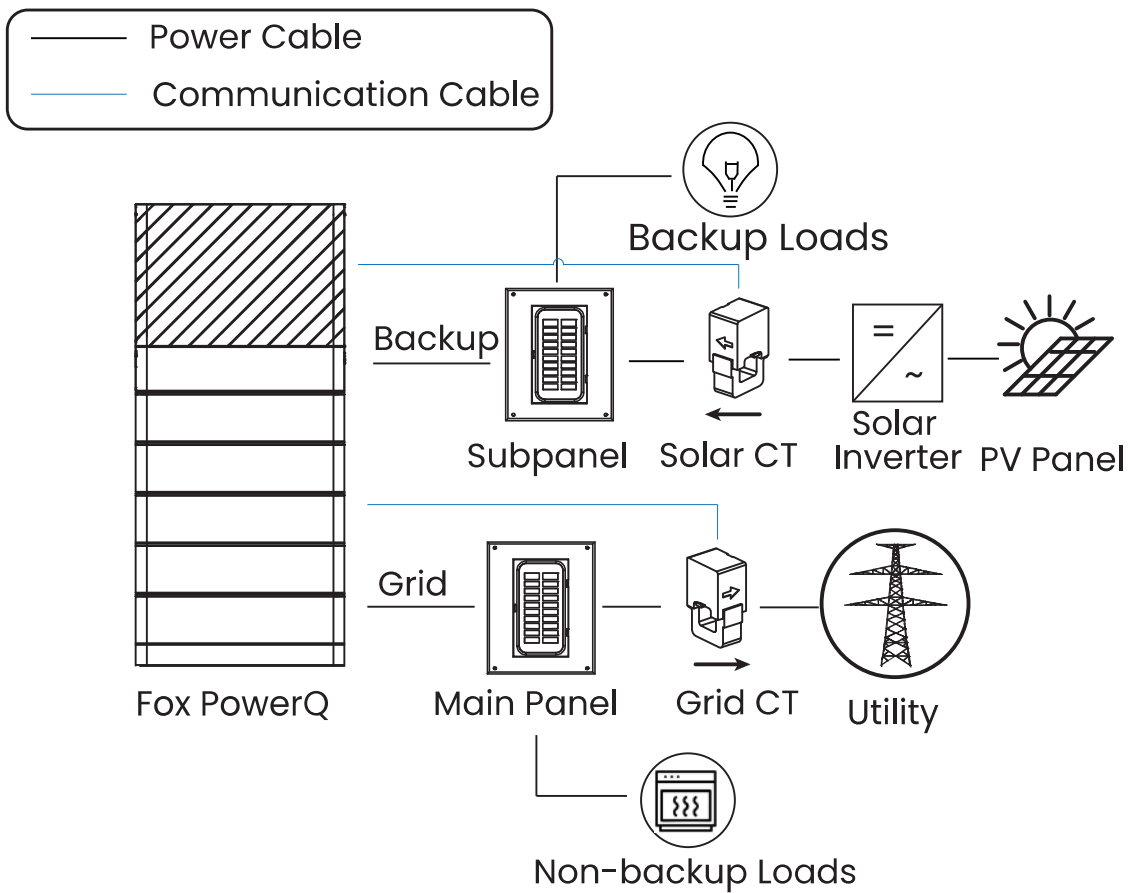 Power Cable
Communication Cable
Backup Loads
Backup
Subpanel
Solar CT
Solar
Inverter
PV Panel
Grid
Fox PowerQ
Main Panel
Grid CT
Utility
Non-backup Loads